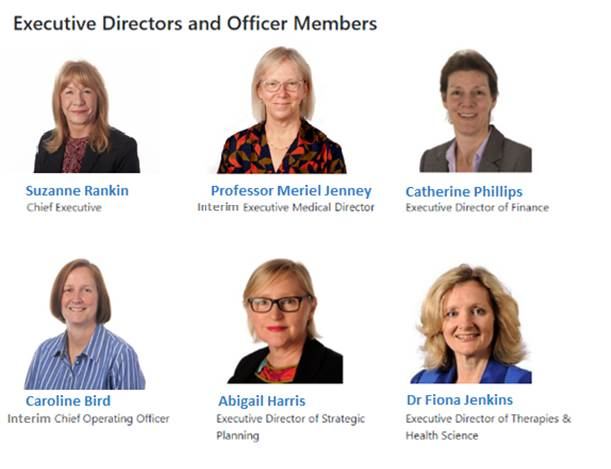 Executive Directors and Officer Members
Suzanne Rankin
Chief Executive
Professor Meriel Jenney
Interim Executive Medical Director
Catherine Phillips
Executive Director of Finance
Caroline Bird
Interim Chief Operating Officer
Abigail Harris
Executive Director of Strategic
Planning
Dr Fiona Jenkins
Executive Director of Therapies &
Health Science